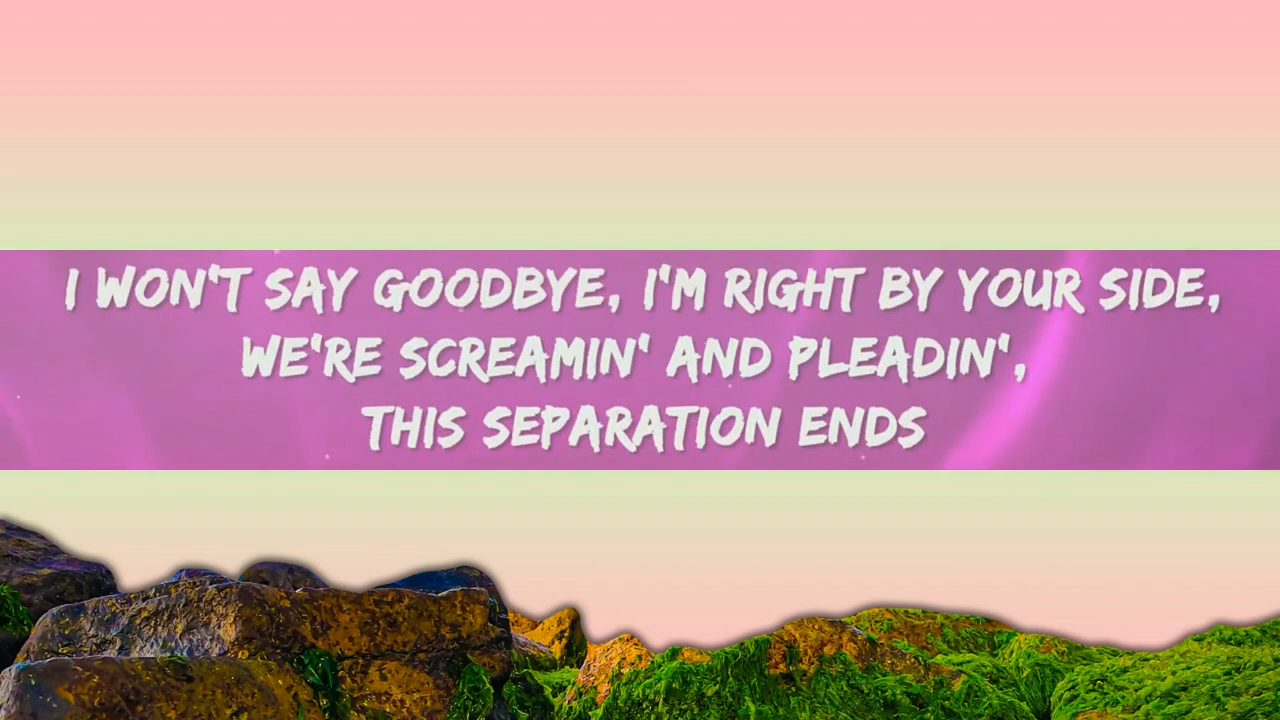 I WON'T SAY GOODBYE, I'M RIGHT BY YOUR SIDE,
WE'RE SCREAMIN' AND PLEADIN',
THIS SEPARATION ENDS